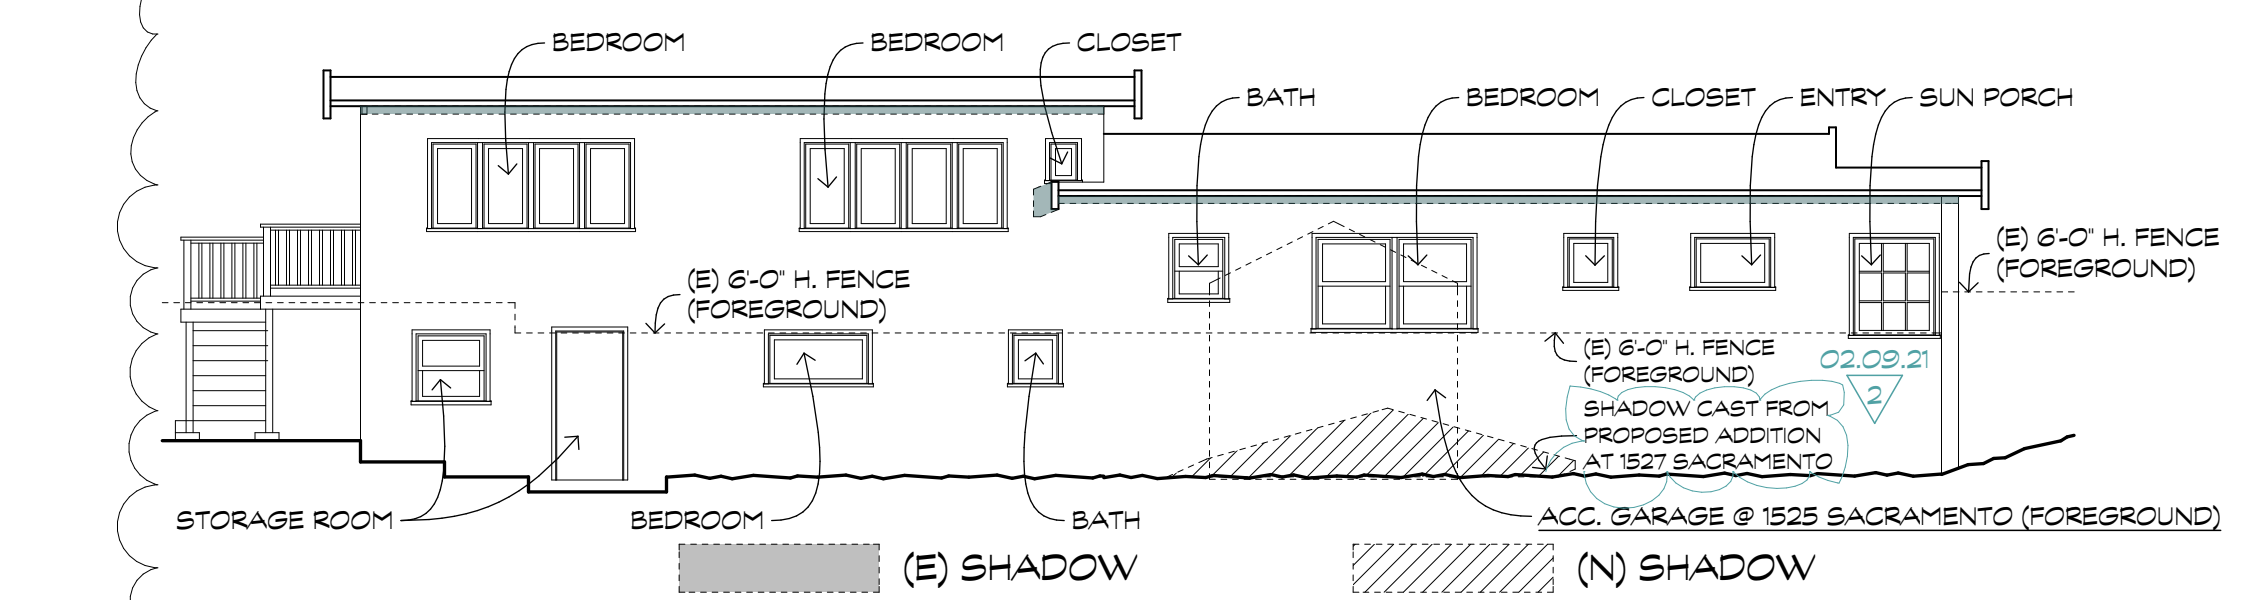 BEDROOM
BEDROOM
CLOSET
BATH
BEDROOM
CLOSET
ENTRY
SUN PORCH
(E) 6'-0" H. FENCE
(FOREGROUND)
(E) 6'-0" H. FENCE
(FOREGROUND)
(E) 6'-0" H. FENCE
(FOREGROUND)
02.09.21
2
SHADOW CAST FROM
PROPOSED ADDITION
AT 1527 SACRAMENTO
STORAGE ROOM
BEDROOM
BATH
ACC. GARAGE @ 1525 SACRAMENTO (FOREGROUND)
(E) SHADOW
(N) SHADOW